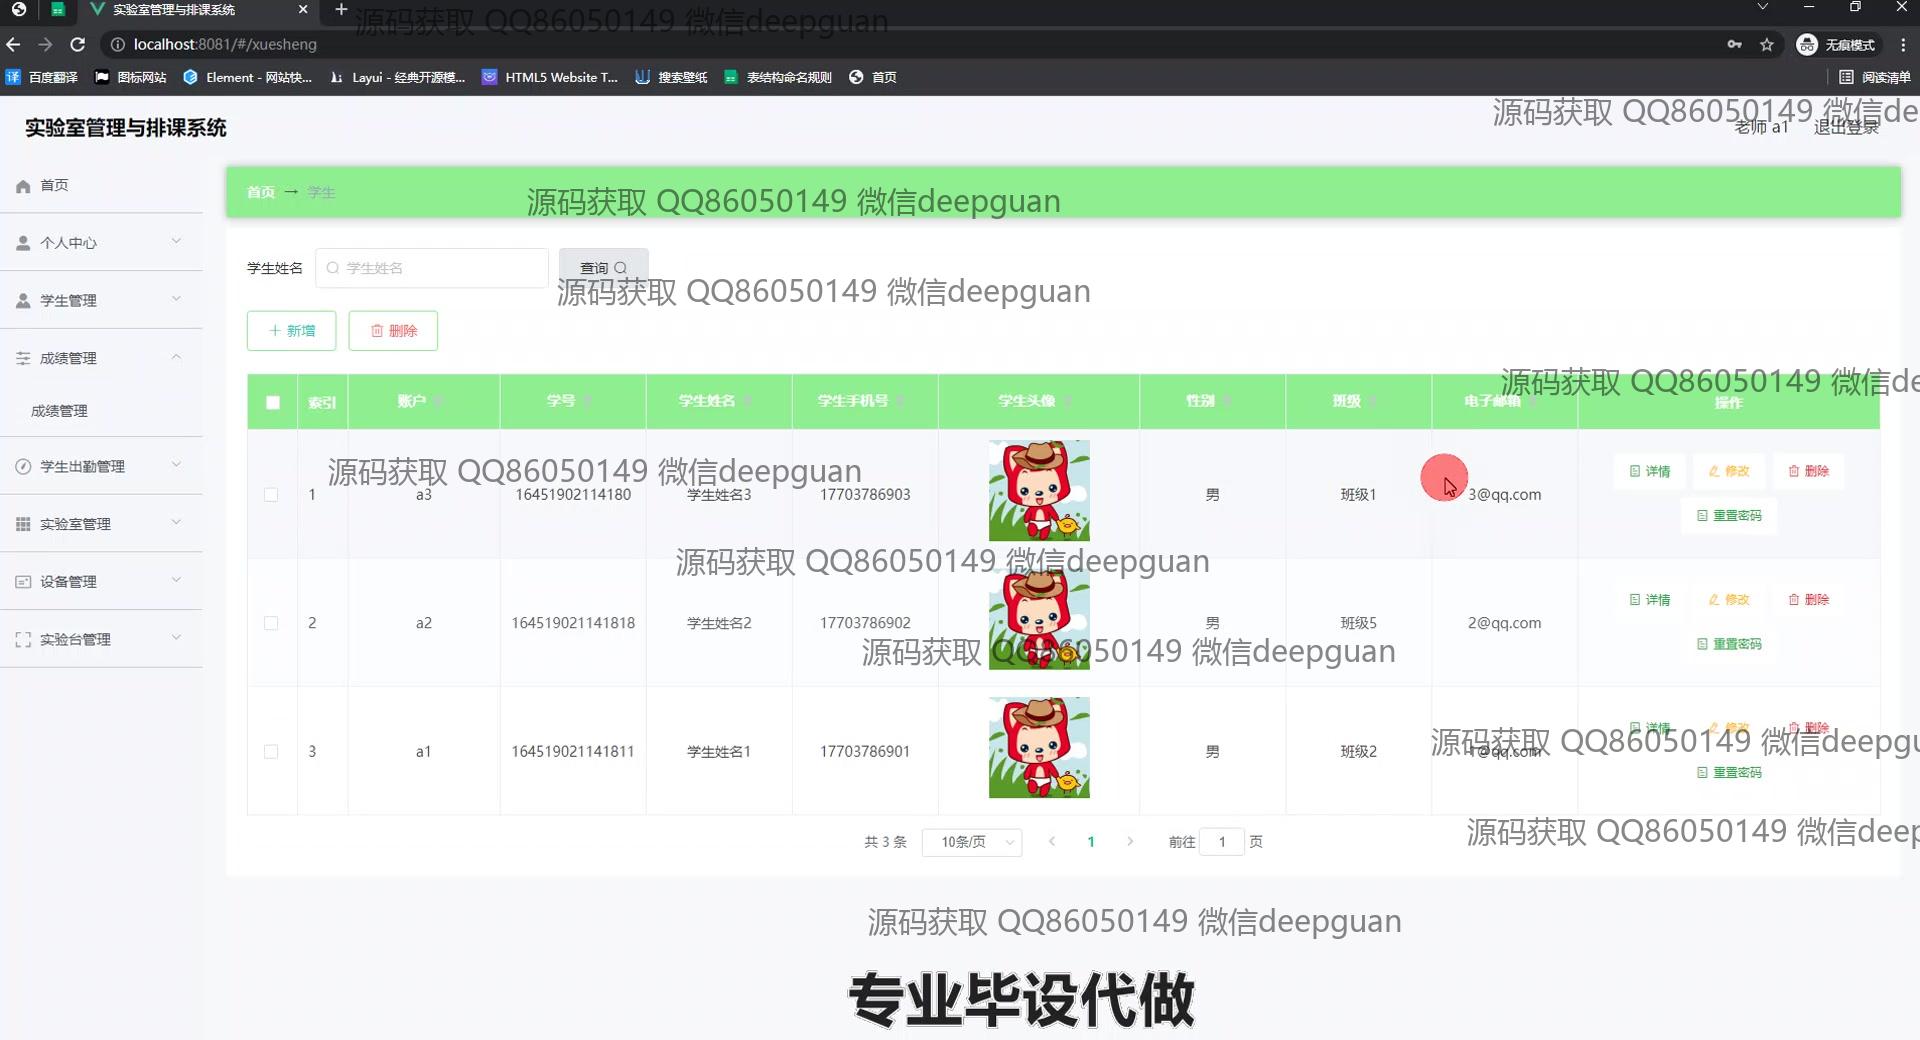 实验室管理与排课系统
源码获取 QQ86050149 微信deepguan
localhost:8081/#/xuesheng
无痕模式
百度翻译
图标网站
Element - 网站快...
Layui - 经典开源模...
HTML5 Website T...
搜索壁纸
表结构命名规则
首页
阅读清单
实验室管理与排课系统
源码获取 QQ86050149 微信de
老师 a1
退出登录
首页
个人中心
学生管理
成绩管理
成绩管理
学生出勤管理
实验室管理
设备管理
实验台管理
首页 → 学生
源码获取 QQ86050149 微信deepguan
学生姓名
学生姓名
查询
源码获取 QQ86050149 微信deepguan
新增
删除
源码获取 QQ86050149 微信de
索引 账户 学号 学生姓名 学生手机号 学生头像 性别 班级 电子邮箱 操作
源码获取 QQ86050149 微信deepguan
1 a3 16451902114180 学生姓名3 17703786903 男 班级1 3@qq.com
详情 修改 删除
重置密码
源码获取 QQ86050149 微信deepguan
2 a2 164519021141818 学生姓名2 17703786902 男 班级5 2@qq.com
详情 修改 删除
重置密码
源码获取 QQ86050149 微信deepguan
3 a1 164519021141811 学生姓名1 17703786901 男 班级2 1@qq.com
详情 修改 删除
重置密码
源码获取 QQ86050149 微信deepgu
共 3 条 10条/页 1 前往 1 页
源码获取 QQ86050149 微信deep
源码获取 QQ86050149 微信deepguan
专业毕设代做